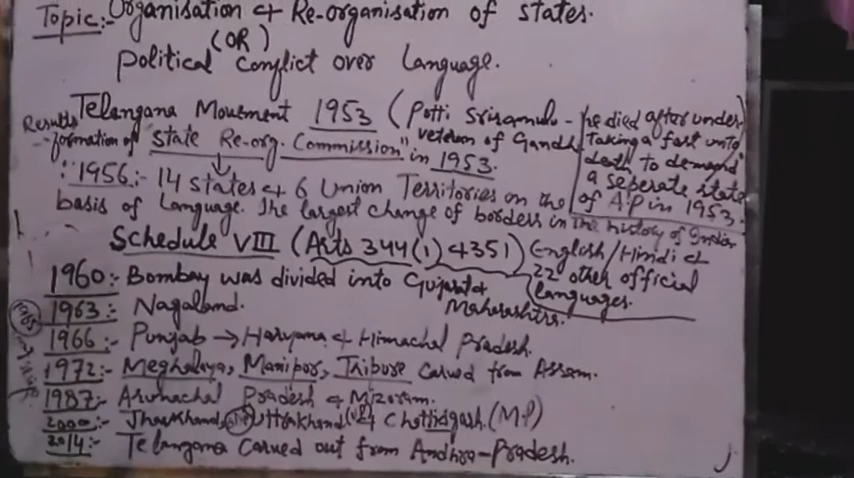 Topic:- Organisation & Re-organisation of states.
(OR)
Political conflict over Language.
Telangana Movement 1953 (Potti Sriramulu - he died after under
Results formation of "State Re-org. Commission" in 1953. veteran of Gandhi taking a fast unto
death to demand
a seperate state
of A.P in 1953.
1956:- 14 states & 6 Union Territories on the
basis of Language. The largest change of borders in the history of India
Schedule VIII (Arts 344(1) & 351) English/Hindi &
22 other official
languages.
1960:- Bombay was divided into Gujarat &
Maharashtra.
1963:- Nagaland.
1966:- Punjab → Haryana & Himachal Pradesh.
1972:- Meghalaya, Manipor, Tribure carved from Assam.
1987:- Arunachal Pradesh & Mizoram.
2000:- Jharkhand, Uttrakhand (UP) & Chattidgash. (MP)
2014:- Telangana carved out from Andhra-Pradesh.